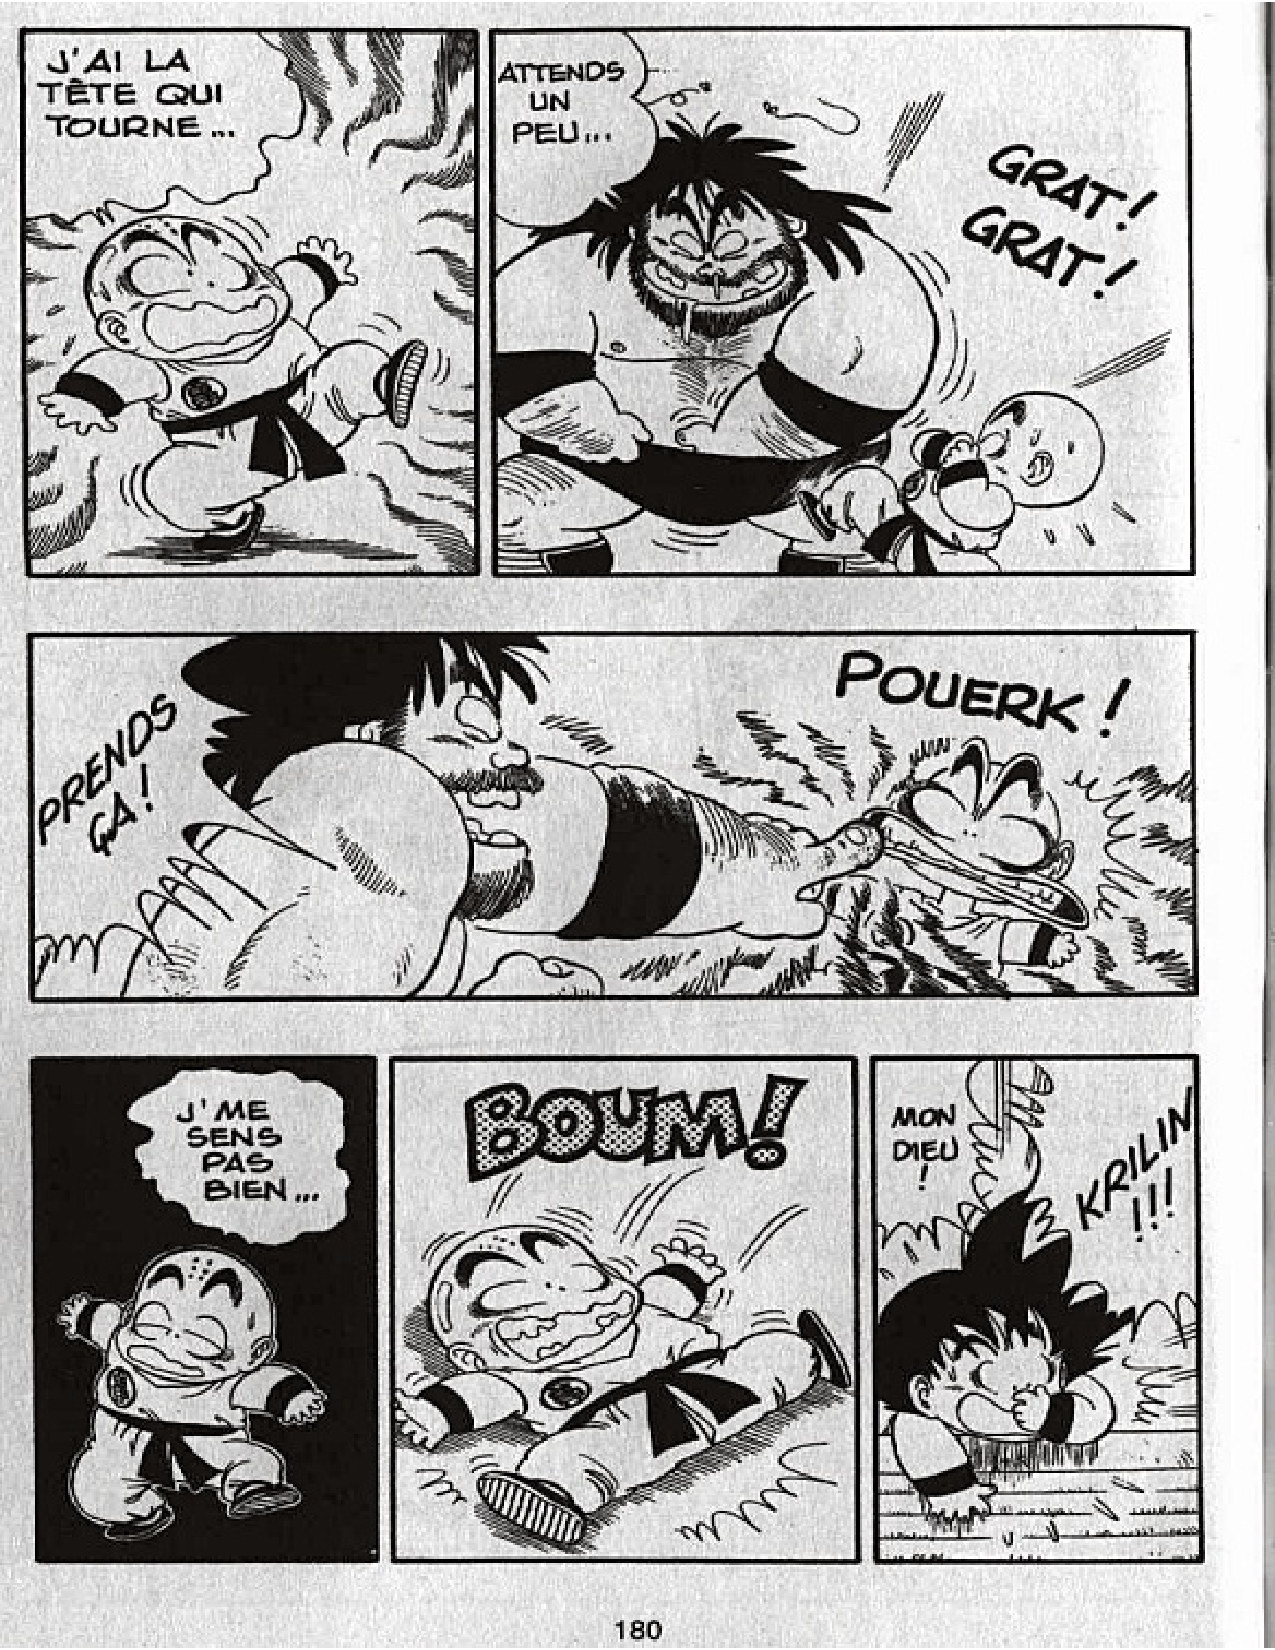 J'AI LA
TÊTE QUI
TOURNE...
ATTENDS
UN
PEU...
GRAT!
GRAT!
PRENDS
ÇA!
POUERK!
J'ME
SENS
PAS
BIEN...
BOUM!
MON
DIEU
!
KRILIN
!!!
180